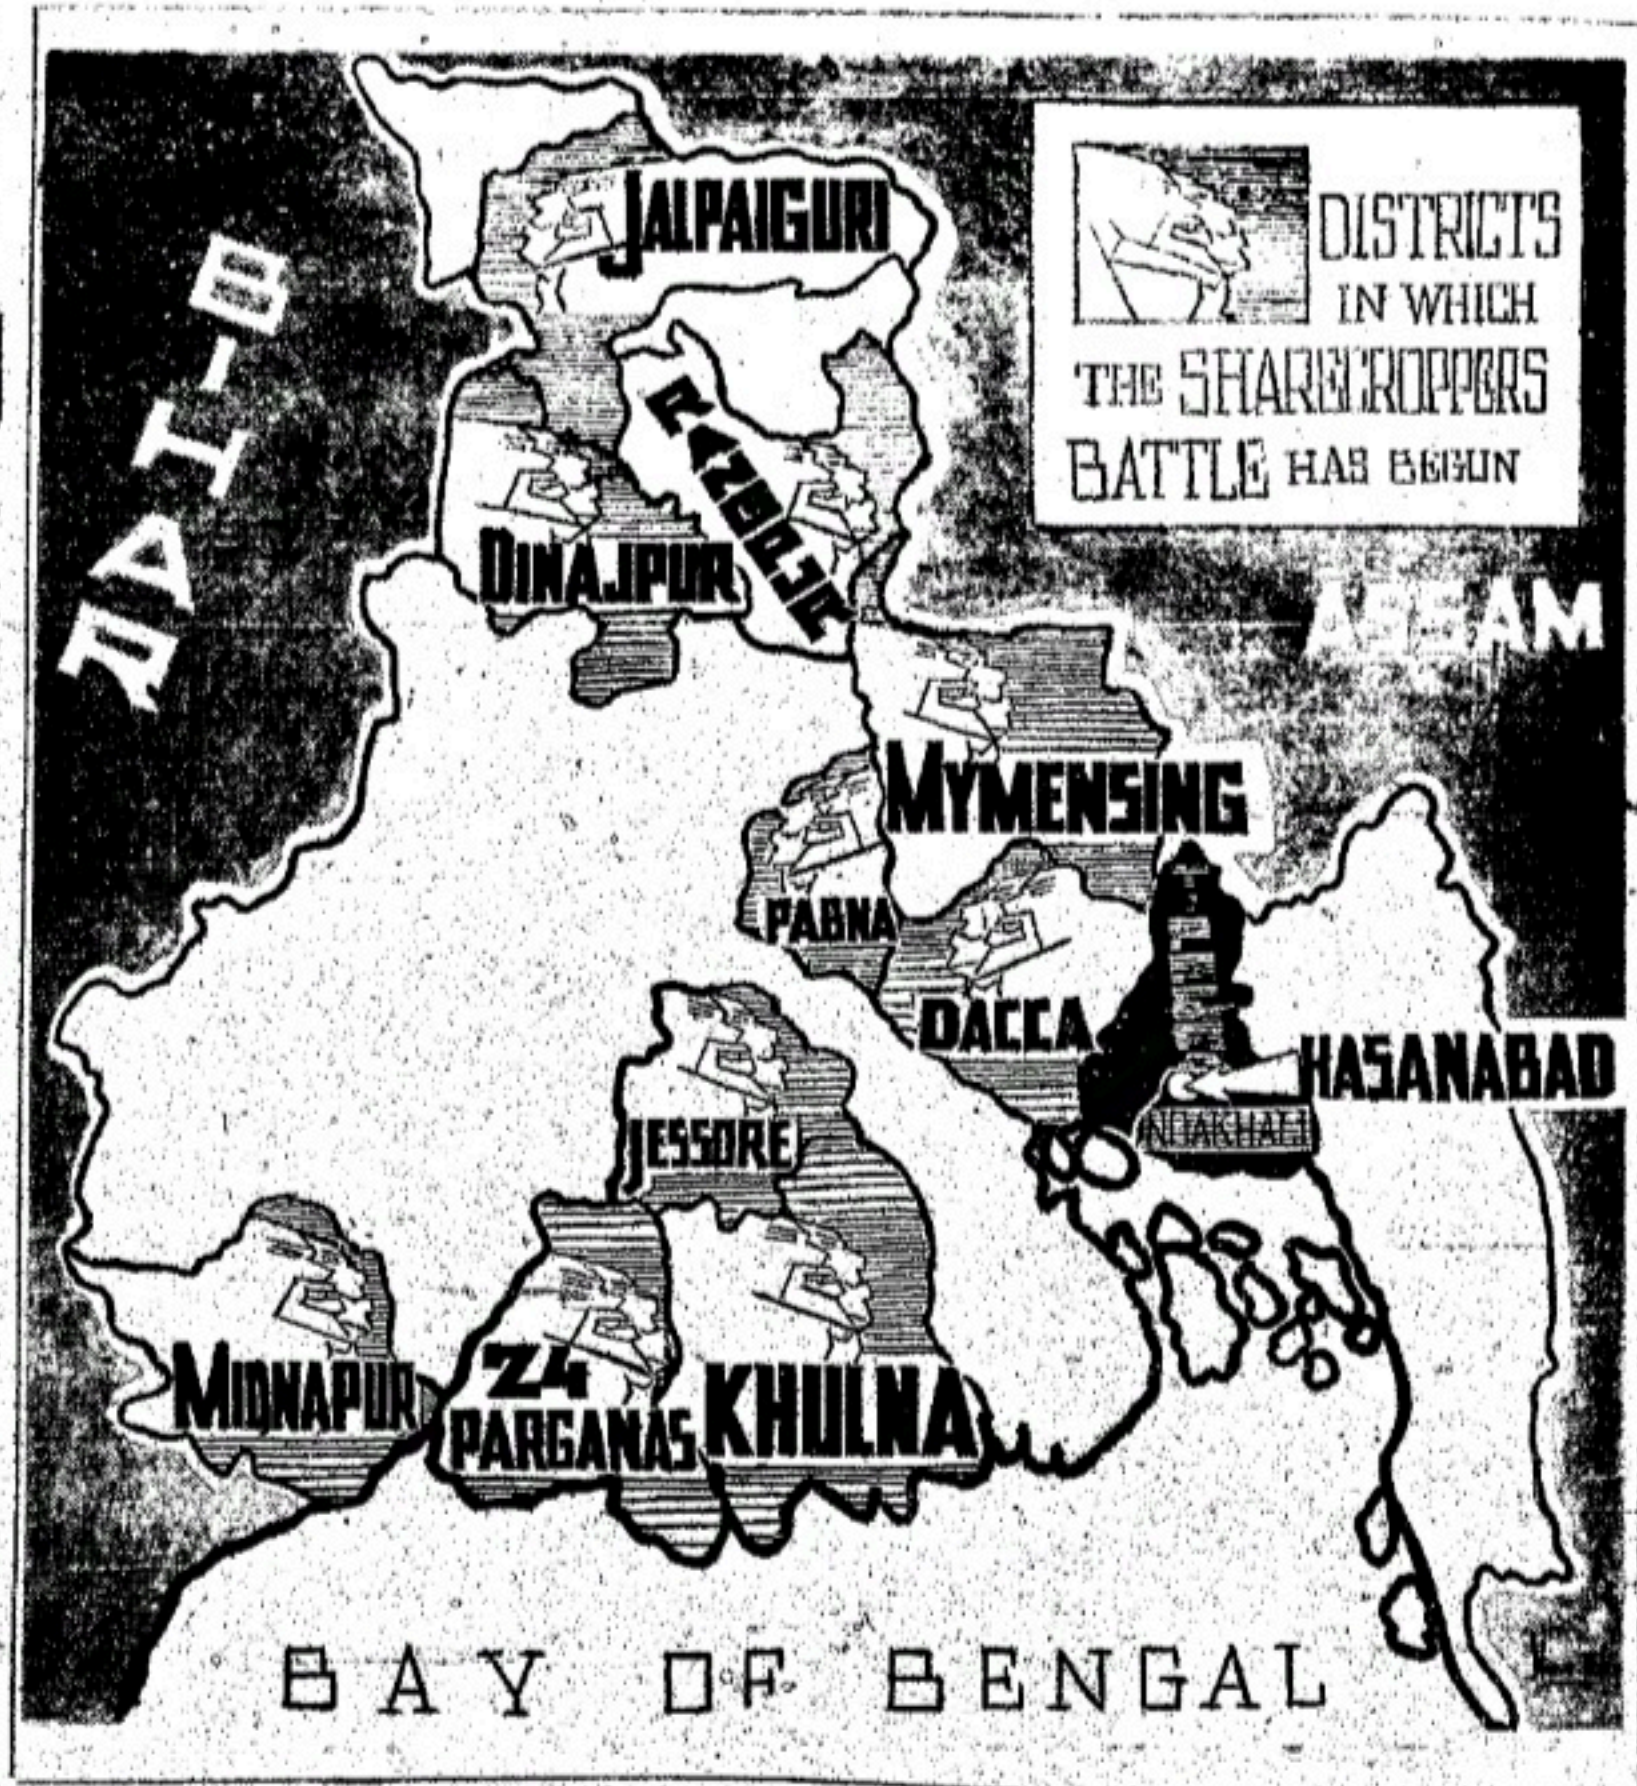 DISTRICTS
IN WHICH
THE SHARECROPPERS
BATTLE HAS BEGUN
BIHAR
ASSAM
JALPAIGURI
RANGPUR
DINAJPUR
MYMENSING
PABNA
DACCA
HASANABAD
NOAKHALI
JESSORE
MIDNAPUR
24
PARGANAS
KHULNA
BAY OF BENGAL